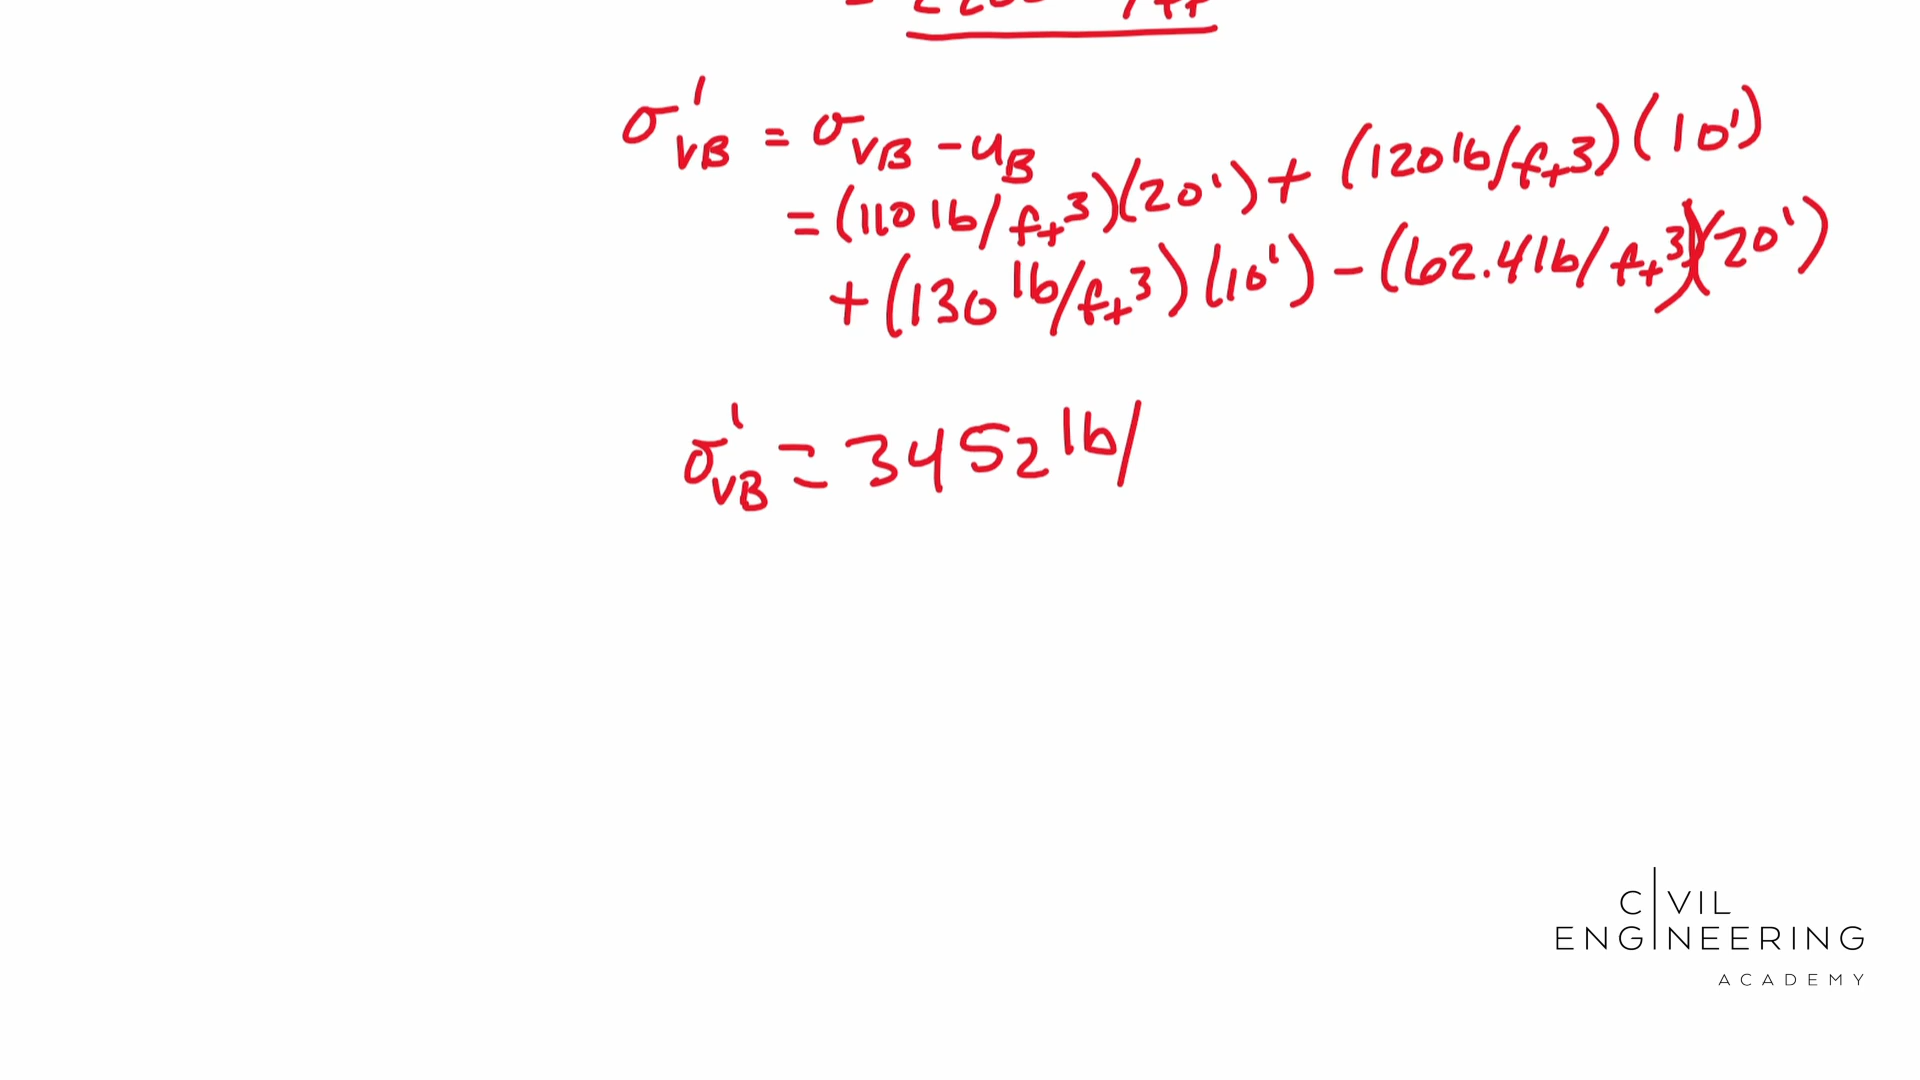 σ'VB = σVB - uB
= (110 lb/ft3)(20') + (120 lb/ft3)(10')
+ (130 lb/ft3)(10') - (62.4 lb/ft3)(20')
σ'VB = 3452 lb/
CIVIL
ENGINEERING
ACADEMY